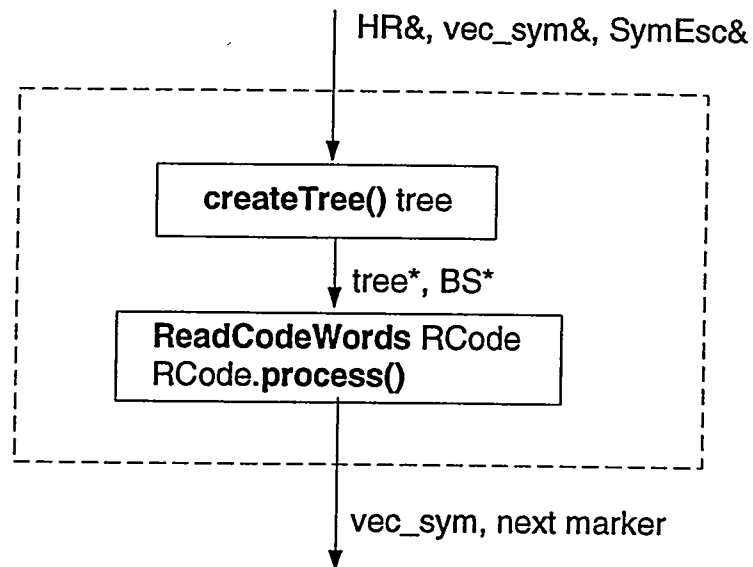 HR&, vec_sym&, SymEsc&
createTree() tree
tree*, BS*
ReadCodeWords RCode
RCode.process()
vec_sym, next marker